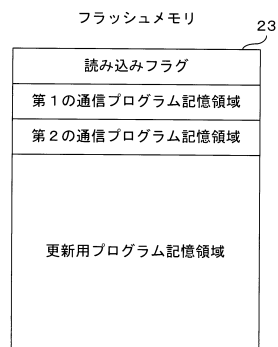 フラッシュメモリ
23
読み込みフラグ
第1の通信プログラム記憶領域
第2の通信プログラム記憶領域
更新用プログラム記憶領域